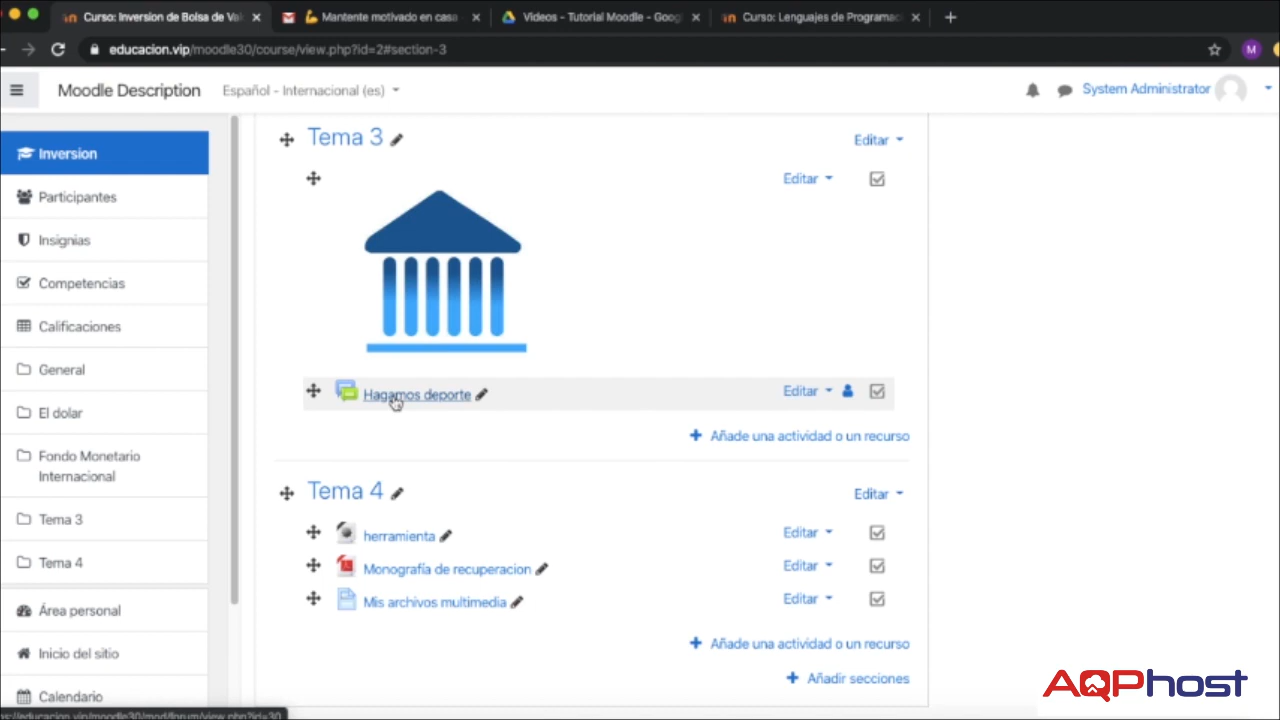 Curso: Inversion de Bolsa de Val
Mantente motivado en casa
Videos - Tutorial Moodle - Goog
Curso: Lenguajes de Programac
educacion.vip/moodle30/course/view.php?id=2#section-3
M
Moodle Description
Español - Internacional (es)
System Administrator
Inversion
Participantes
Insignias
Competencias
Calificaciones
General
El dolar
Fondo Monetario
Internacional
Tema 3
Tema 4
Área personal
Inicio del sitio
Calendario
Tema 3
Editar
Editar
Hagamos deporte
Editar
+ Añade una actividad o un recurso
Tema 4
Editar
herramienta
Editar
Monografía de recuperacion
Editar
Mis archivos multimedia
Editar
+ Añade una actividad o un recurso
+ Añadir secciones
AQPhost